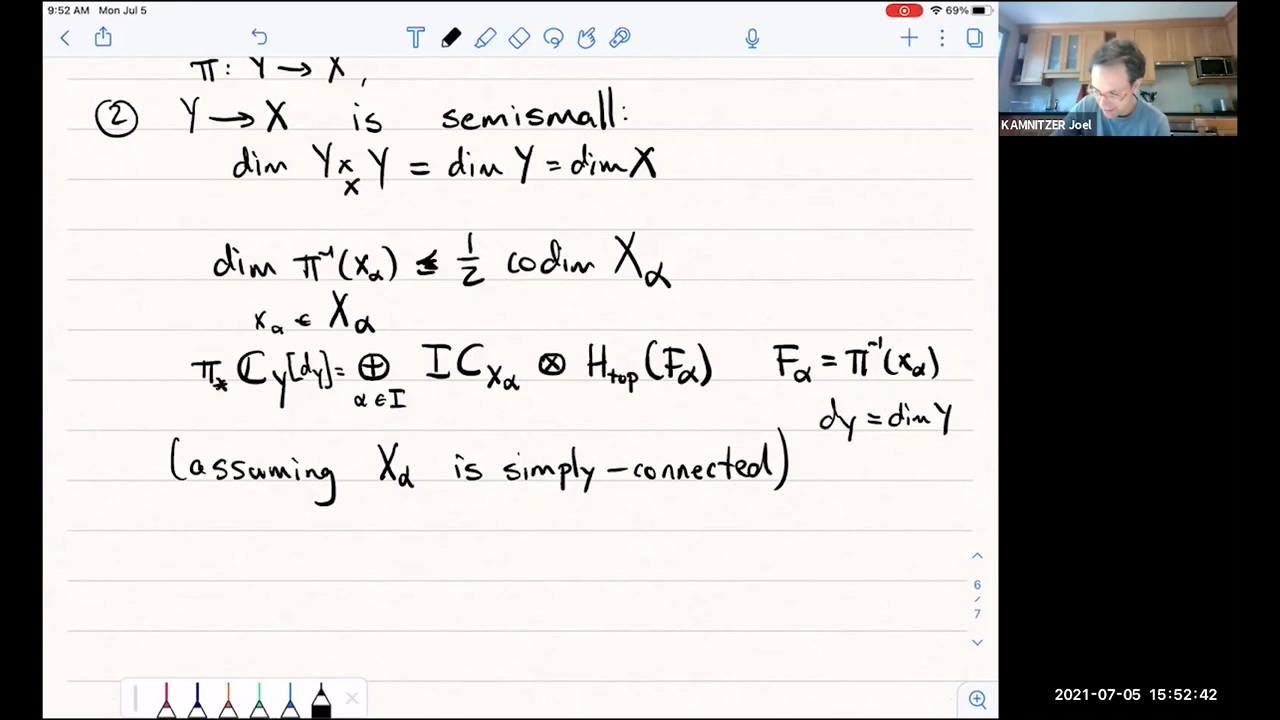 9:52 AM Mon Jul 5
69%
π: Y → X,
② Y → X is semismall:
dim Y ×_X Y = dim Y = dim X
dim π⁻¹(x_α) ≤ ½ codim X_α
x_α ∈ X_α
π_* ℂ_Y[d_Y] = ⊕_{α∈I} IC_{X_α} ⊗ H_top(F_α) F_α = π⁻¹(x_α)
d_Y = dim Y
(assuming X_α is simply-connected)
6 / 7
KAMNITZER Joel
2021-07-05 15:52:42